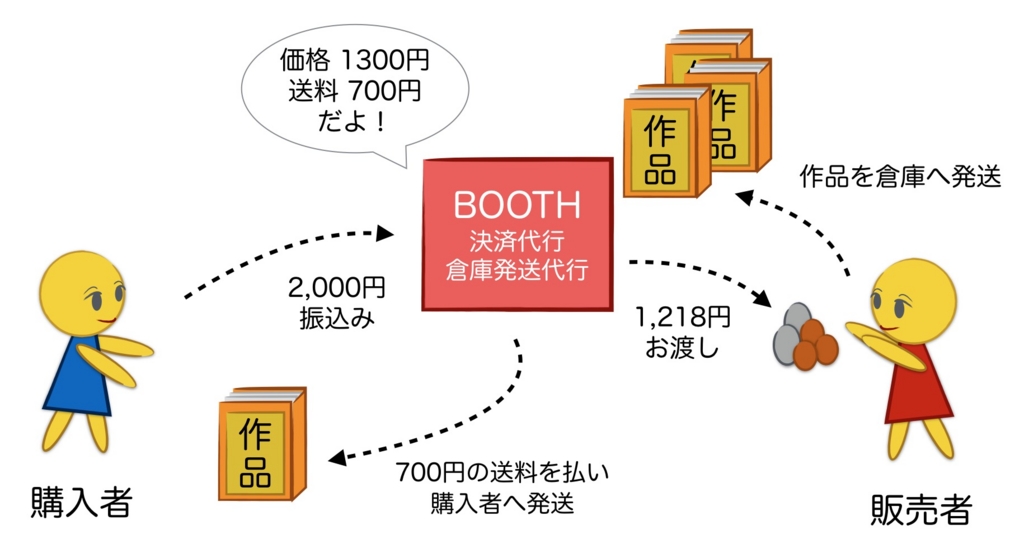 価格 1300円
送料 700円
だよ！
作
品
作
品
作
品
作品を倉庫へ発送
BOOTH
決済代行
倉庫発送代行
2,000円
振込み
1,218円
お渡し
作
品
700円の送料を払い
購入者へ発送
購入者
販売者